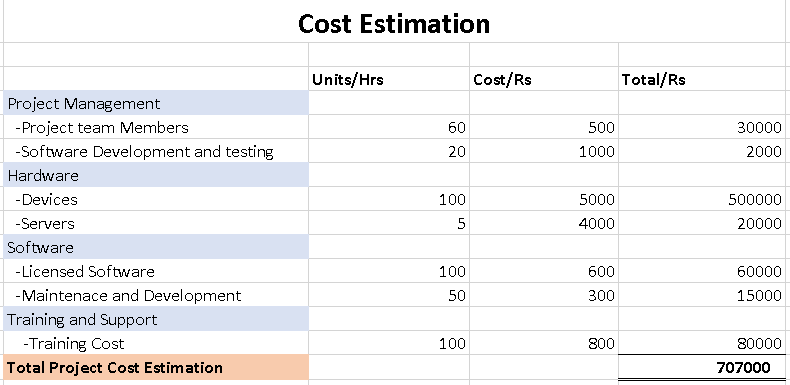 Cost Estimation
Units/Hrs Cost/Rs Total/Rs
Project Management
-Project team Members 60 500 30000
-Software Development and testing 20 1000 2000
Hardware
-Devices 100 5000 500000
-Servers 5 4000 20000
Software
-Licensed Software 100 600 60000
-Maintenace and Development 50 300 15000
Training and Support
-Training Cost 100 800 80000
Total Project Cost Estimation 707000